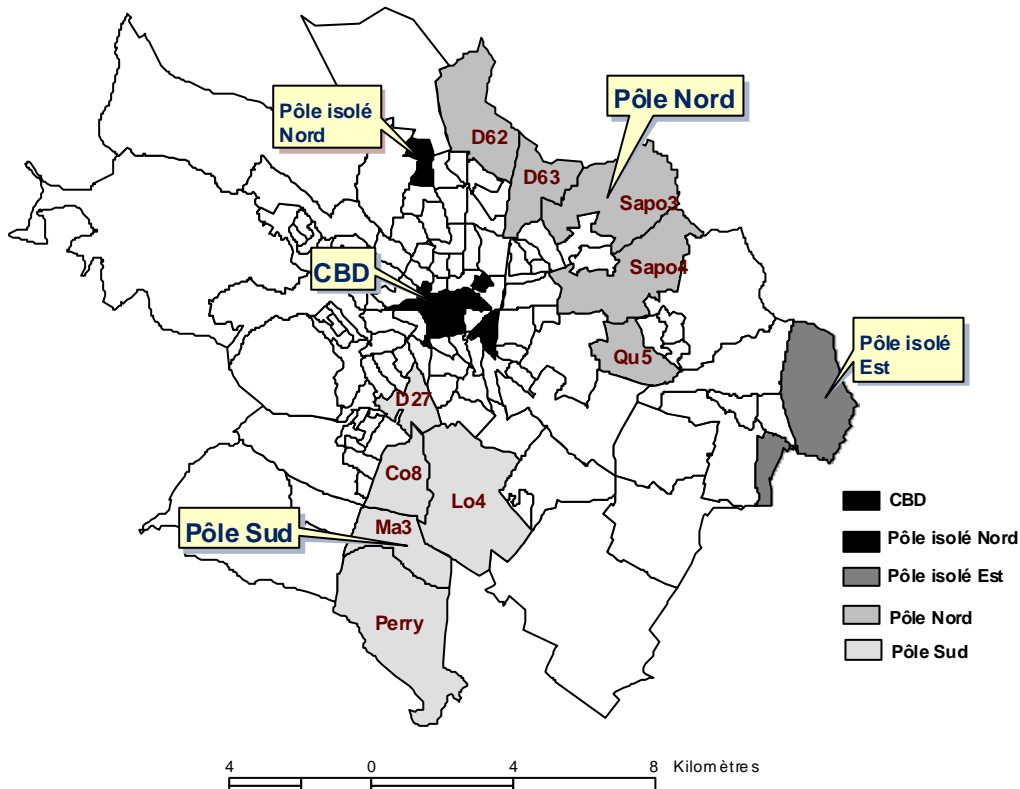 Pôle isolé
Nord
Pôle Nord
D62
D63
Sapo3
CBD
Sapo4
Pôle isolé
Est
Qu5
D27
Co8
Lo4
Ma3
Pôle Sud
Perry
CBD
Pôle isolé Nord
Pôle isolé Est
Pôle Nord
Pôle Sud
4 0 4 8 Kilomètres